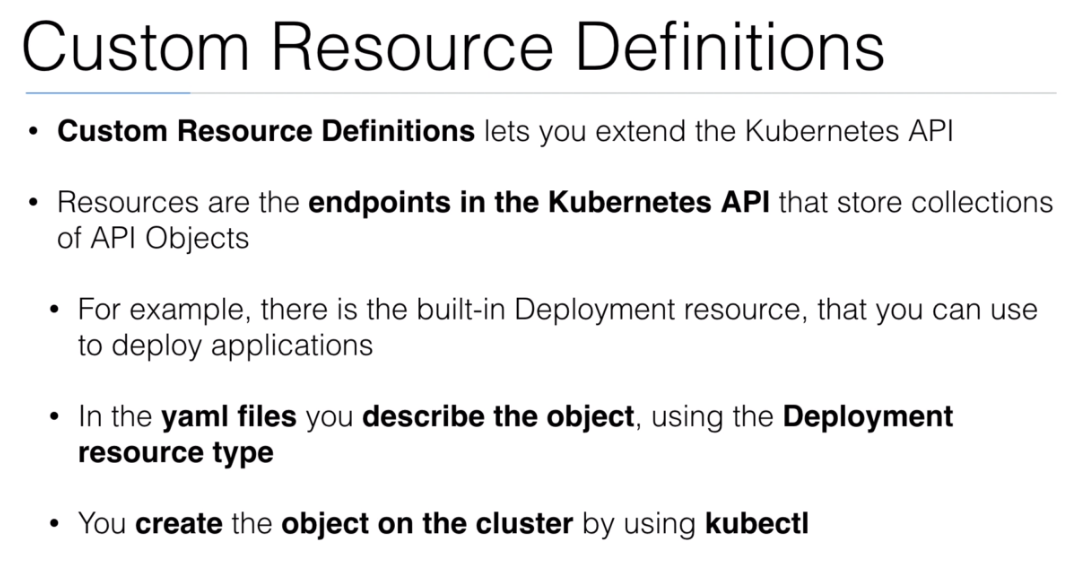 Custom Resource Definitions
• Custom Resource Definitions lets you extend the Kubernetes API
• Resources are the endpoints in the Kubernetes API that store collections
of API Objects
• For example, there is the built-in Deployment resource, that you can use
to deploy applications
• In the yaml files you describe the object, using the Deployment
resource type
• You create the object on the cluster by using kubectl